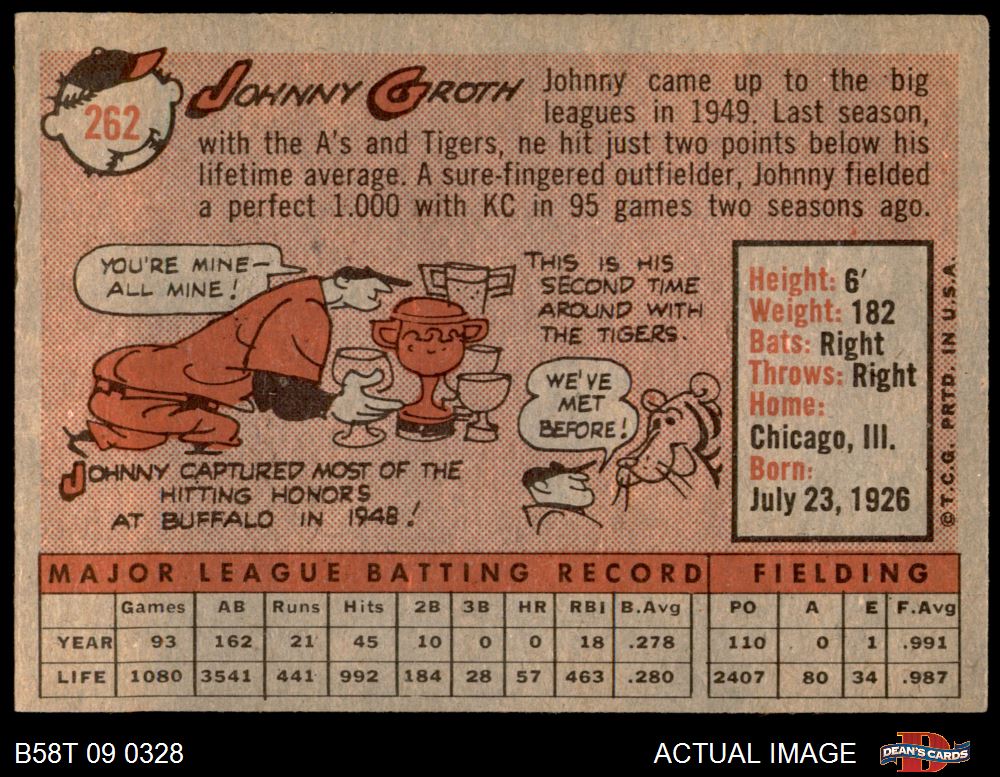 262
JOHNNY GROTH
Johnny came up to the big
leagues in 1949. Last season,
with the A's and Tigers, ne hit just two points below his
lifetime average. A sure-fingered outfielder, Johnny fielded
a perfect 1.000 with KC in 95 games two seasons ago.
YOU'RE MINE—
ALL MINE!
THIS IS HIS
SECOND TIME
AROUND WITH
THE TIGERS.
WE'VE
MET
BEFORE!
JOHNNY CAPTURED MOST OF THE
HITTING HONORS
AT BUFFALO IN 1948!
Height: 6'
Weight: 182
Bats: Right
Throws: Right
Home:
Chicago, Ill.
Born:
July 23, 1926
© T.C.G. PRTD. IN U.S.A.
MAJOR LEAGUE BATTING RECORD FIELDING
Games AB Runs Hits 2B 3B HR RBI B.Avg PO A E F.Avg
YEAR 93 162 21 45 10 0 0 18 .278 110 0 1 .991
LIFE 1080 3541 441 992 184 28 57 463 .280 2407 80 34 .987
B58T 09 0328
ACTUAL IMAGE
DEAN'S CARDS